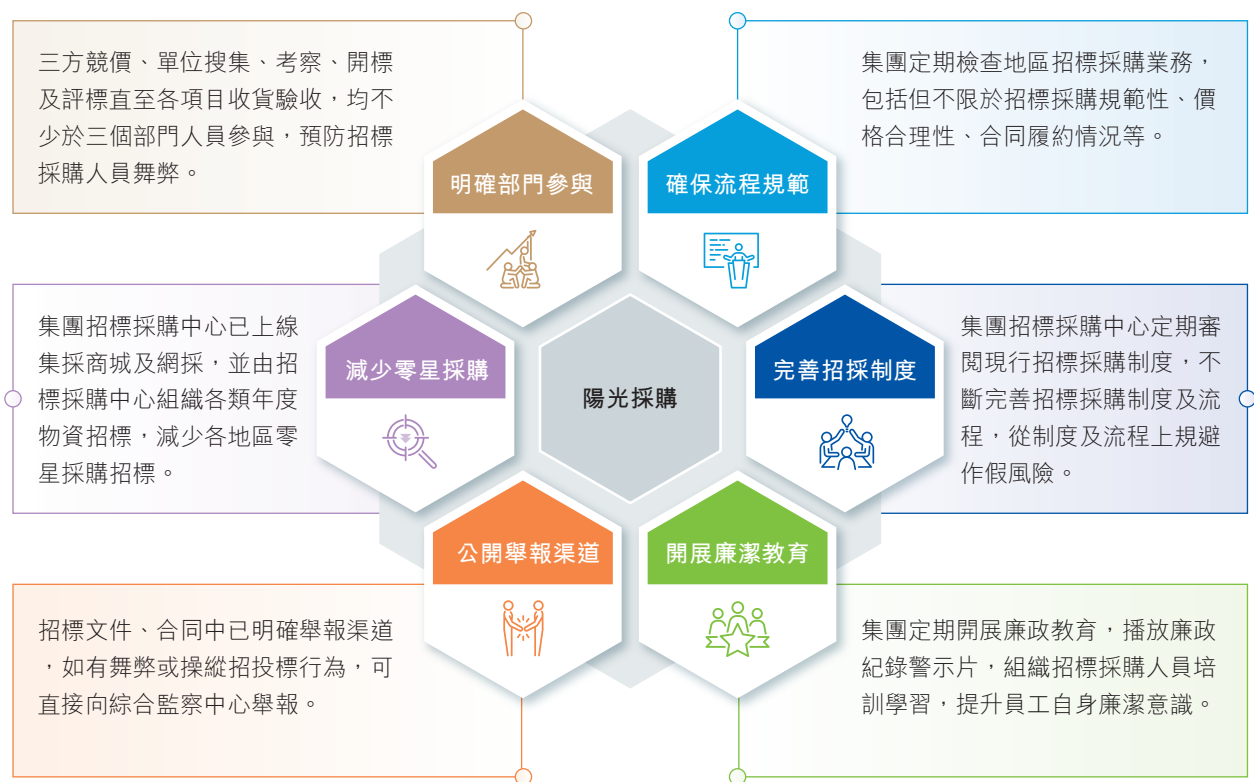 三方競價、單位搜集、考察、開標
及評標直至各項目收貨驗收，均不
少於三個部門人員參與，預防招標
採購人員舞弊。
明確部門參與
確保流程規範
集團定期檢查地區招標採購業務，
包括但不限於招標採購規範性、價
格合理性、合同履約情況等。
集團招標採購中心已上線
集採商城及網採，並由招
標採購中心組織各類年度
物資招標，減少各地區零
星採購招標。
減少零星採購
陽光採購
完善招採制度
集團招標採購中心定期審
閱現行招標採購制度，不
斷完善招標採購制度及流
程，從制度及流程上規避
作假風險。
公開舉報渠道
開展廉潔教育
招標文件、合同中已明確舉報渠道
，如有舞弊或操縱招投標行為，可
直接向綜合監察中心舉報。
集團定期開展廉政教育，播放廉政
紀錄警示片，組織招標採購人員培
訓學習，提升員工自身廉潔意識。